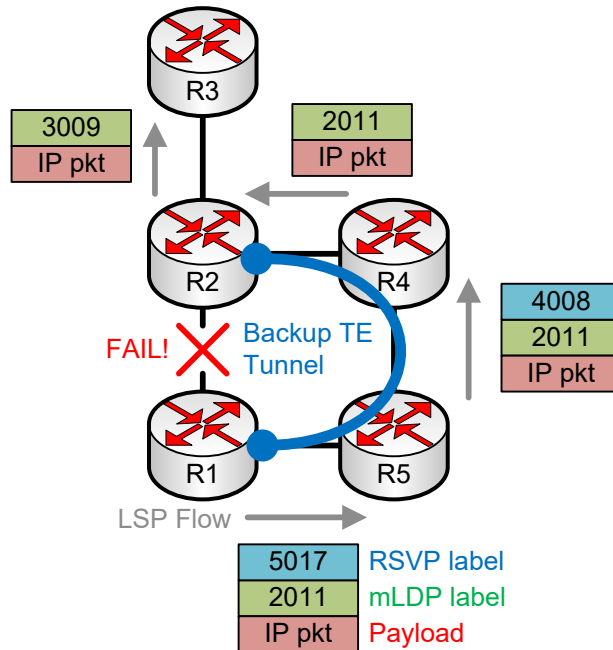 R3
3009
IP pkt
2011
IP pkt
R2
R4
FAIL!
Backup TE
Tunnel
4008
2011
IP pkt
R1
R5
LSP Flow
5017
RSVP label
2011
mLDP label
IP pkt
Payload